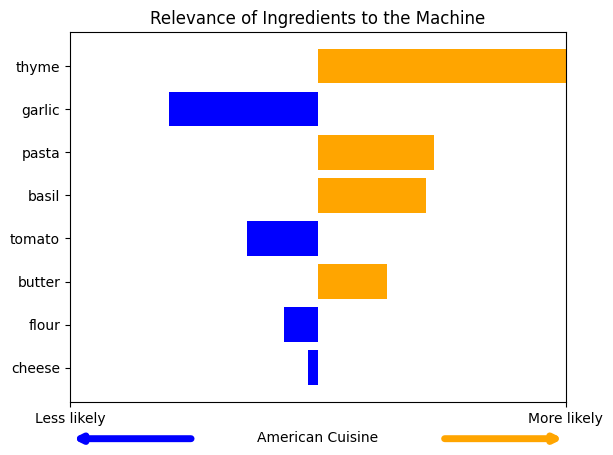 Relevance of Ingredients to the Machine
thyme
garlic
pasta
basil
tomato
butter
flour
cheese
Less likely
More likely
American Cuisine